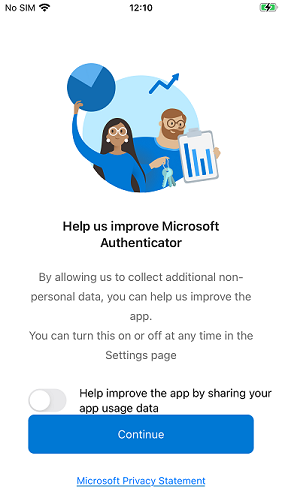 No SIM 12:10
Help us improve Microsoft
Authenticator
By allowing us to collect additional non-
personal data, you can help us improve the
app.
You can turn this on or off at any time in the
Settings page
Help improve the app by sharing your
app usage data
Continue
Microsoft Privacy Statement